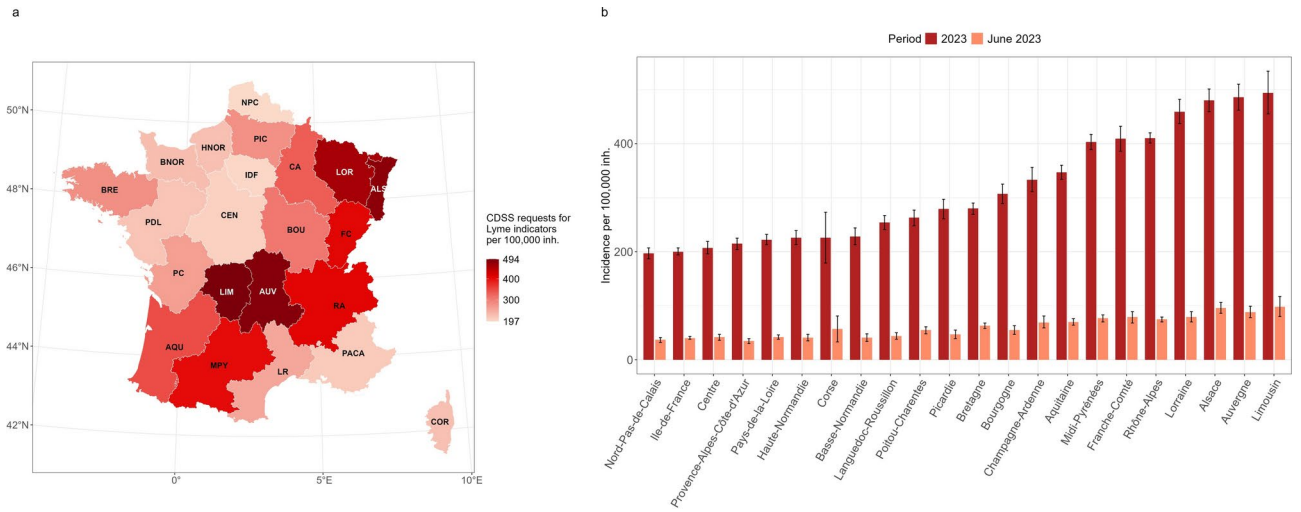 a
50°N
48°N
46°N
44°N
42°N
0°
5°E
10°E
NPC
PIC
HNOR
BNOR
IDF
CA
LOR
ALS
BRE
PDL
CEN
BOU
FC
PC
LIM
AUV
RA
AQU
MPY
LR
PACA
COR
CDSS requests for
Lyme indicators
per 100,000 inh.
494
400
300
197
b
Period 2023 June 2023
Incidence per 100,000 inh.
400
200
0
Nord-Pas-de-Calais
Ile-de-France
Centre
Provence-Alpes-Côte-d'Azur
Pays-de-la-Loire
Haute-Normandie
Corse
Basse-Normandie
Languedoc-Roussillon
Poitou-Charentes
Picardie
Bretagne
Bourgogne
Champagne-Ardenne
Aquitaine
Midi-Pyrénées
Franche-Comté
Rhône-Alpes
Lorraine
Alsace
Auvergne
Limousin